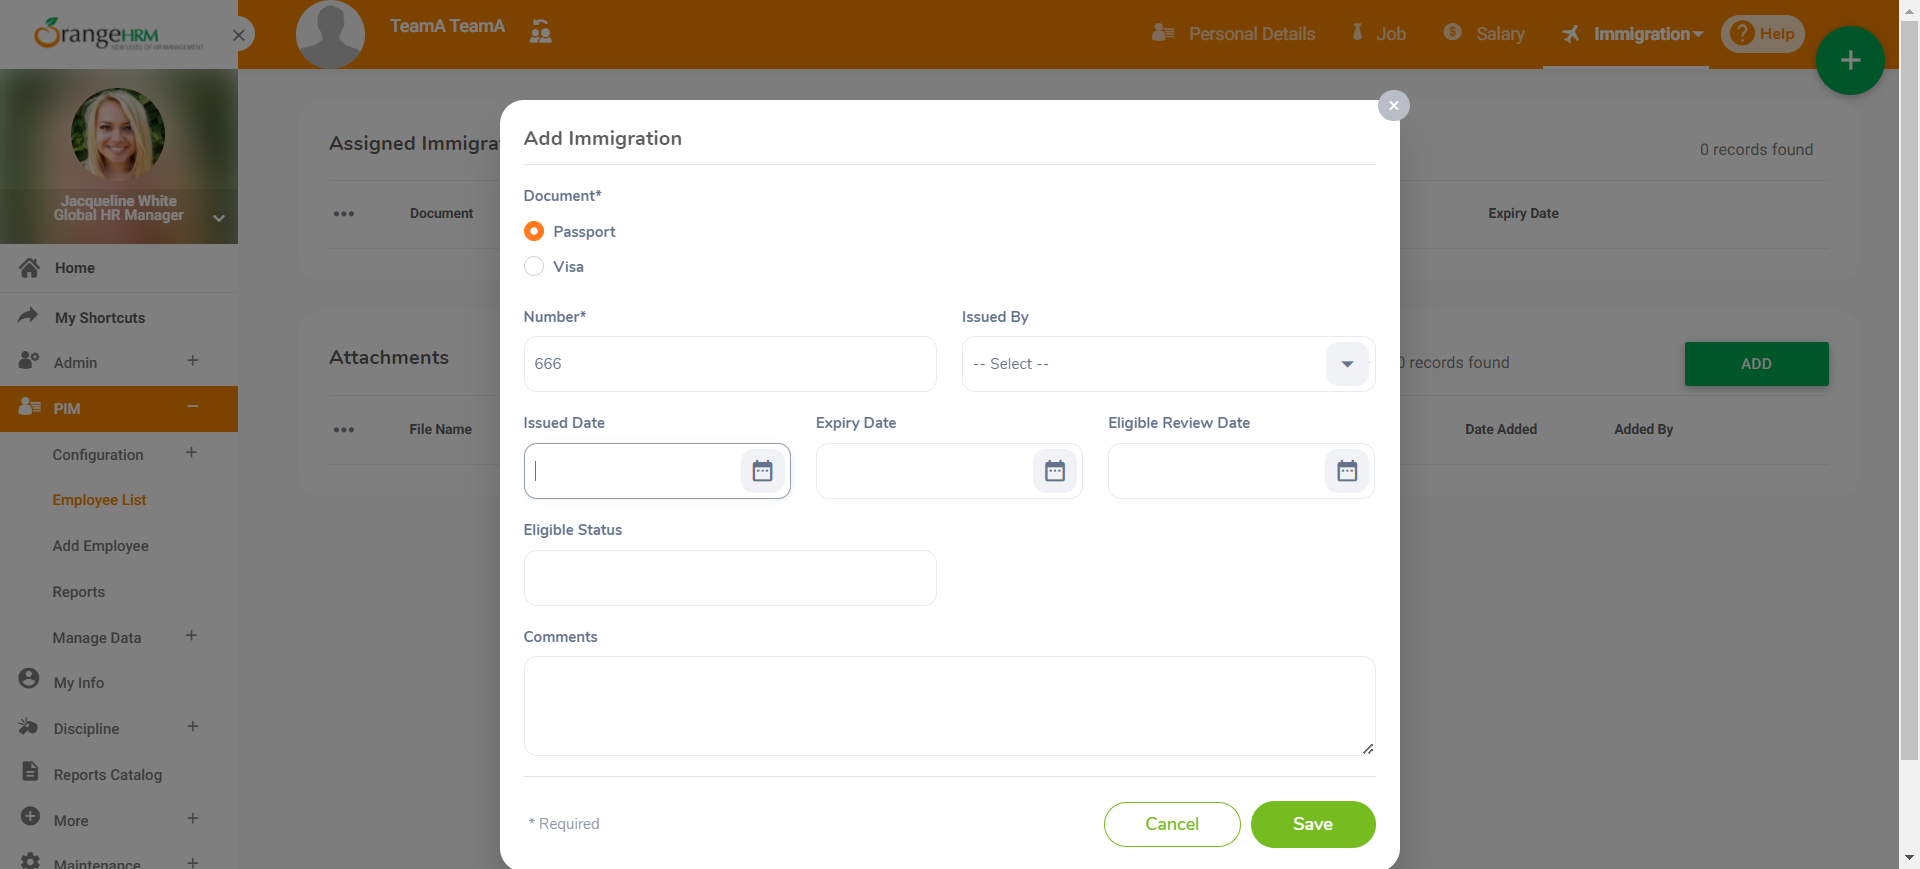 OrangeHRM
NEW LEVEL OF HR MANAGEMENT
TeamA TeamA
Personal Details
Job
Salary
Immigration
Help
Jacqueline White
Global HR Manager
Home
My Shortcuts
Admin
PIM
Configuration
Employee List
Add Employee
Reports
Manage Data
My Info
Discipline
Reports Catalog
More
Maintenance
Assigned Immigra
0 records found
Document
Expiry Date
Attachments
0 records found
ADD
File Name
Date Added
Added By
Add Immigration
Document*
Passport
Visa
Number*
Issued By
666
-- Select --
Issued Date
Expiry Date
Eligible Review Date
Eligible Status
Comments
* Required
Cancel
Save